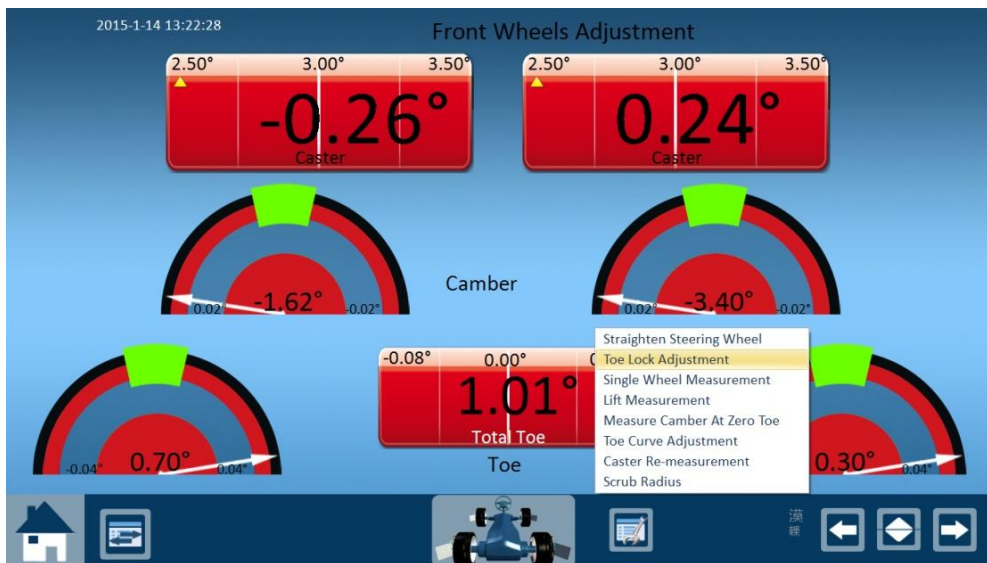 2015-1-14 13:22:28
Front Wheels Adjustment
2.50° 3.00° 3.50°
-0.26°
Caster
2.50° 3.00° 3.50°
0.24°
Caster
0.02° -1.62° -0.02°
Camber
0.02° -3.40° -0.02°
-0.04° 0.70° 0.04°
-0.08° 0.00°
1.01°
Total Toe
Toe
Straighten Steering Wheel
Toe Lock Adjustment
Single Wheel Measurement
Lift Measurement
Measure Camber At Zero Toe
Toe Curve Adjustment
Caster Re-measurement
Scrub Radius
0.30° 0.04°